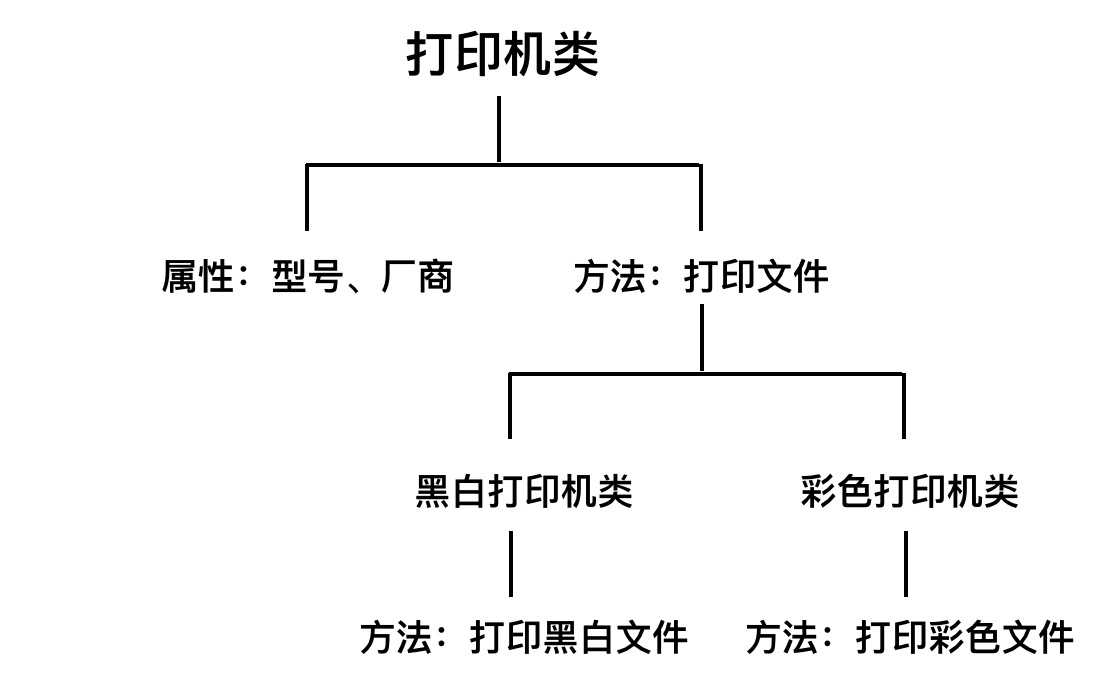 打印机类
属性：型号、厂商
方法：打印文件
黑白打印机类
彩色打印机类
方法：打印黑白文件
方法：打印彩色文件